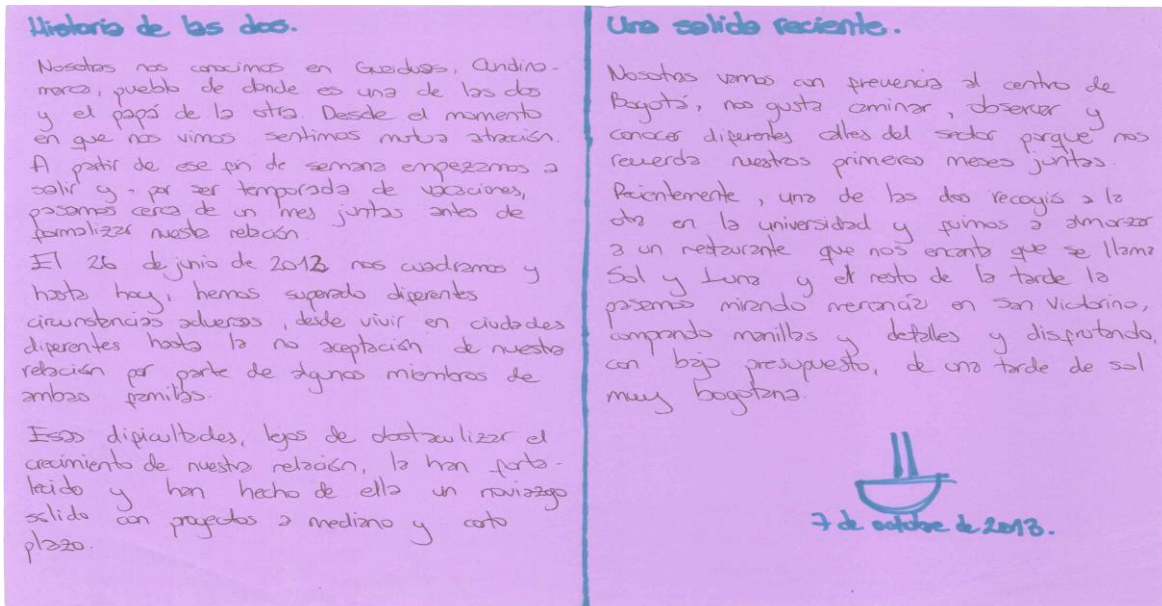 Historia de las dos.
Nosotras nos conocimos en Guaduas, Cundina-
marca, pueblo de donde es una de las dos
y el papá de la otra. Desde el momento
en que nos vimos sentimos mutua atracción.
A partir de ese fin de semana empezamos a
salir y, por ser temporada de vacaciones,
pasamos cerca de un mes juntas antes de
formalizar nuestra relación.
El 26 de junio de 2012 nos cuadramos y
hasta hoy, hemos superado diferentes
circunstancias adversas, desde vivir en ciudades
diferentes hasta la no aceptación de nuestra
relación por parte de algunos miembros de
ambas familias.
Esas dificultades, lejos de obstaculizar el
crecimiento de nuestra relación, la han forta-
lecido y han hecho de ella un noviazgo
sólido con proyectos a mediano y corto
plazo.
Una salida reciente.
Nosotras vamos con frecuencia al centro de
Bogotá, nos gusta caminar, observar y
conocer diferentes calles del sector porque nos
recuerda nuestros primeros meses juntas.
Recientemente, una de las dos recogió a la
otra en la universidad y fuimos a almorzar
a un restaurante que nos encanta que se llama
Sol y Luna y el resto de la tarde la
pasamos mirando mercancía en San Victorino,
comprando manillas y detalles y disfrutando,
con bajo presupuesto, de una tarde de sol
muy bogotana.
7 de octubre de 2013.